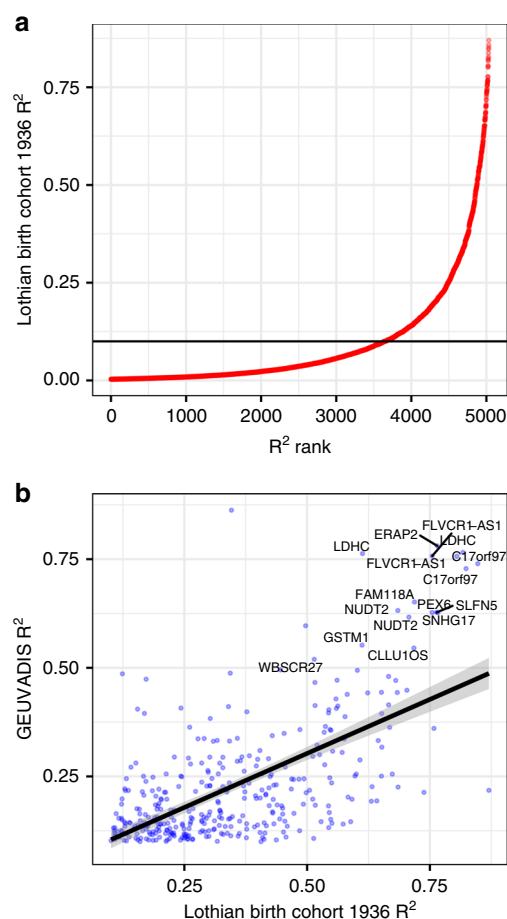 a
Lothian birth cohort 1936 R²
0.75
0.50
0.25
0.00
0 1000 2000 3000 4000 5000
R² rank
b
GEUVADIS R²
0.75
0.50
0.25
FLVCR1–AS1
ERAP2
LDHC
LDHC
C17orf97
FLVCR1–AS1
C17orf97
FAM118A
PEX6
SLFN5
NUDT2
SNHG17
NUDT2
GSTM1
CLLU1OS
WBSCR27
0.25 0.50 0.75
Lothian birth cohort 1936 R²